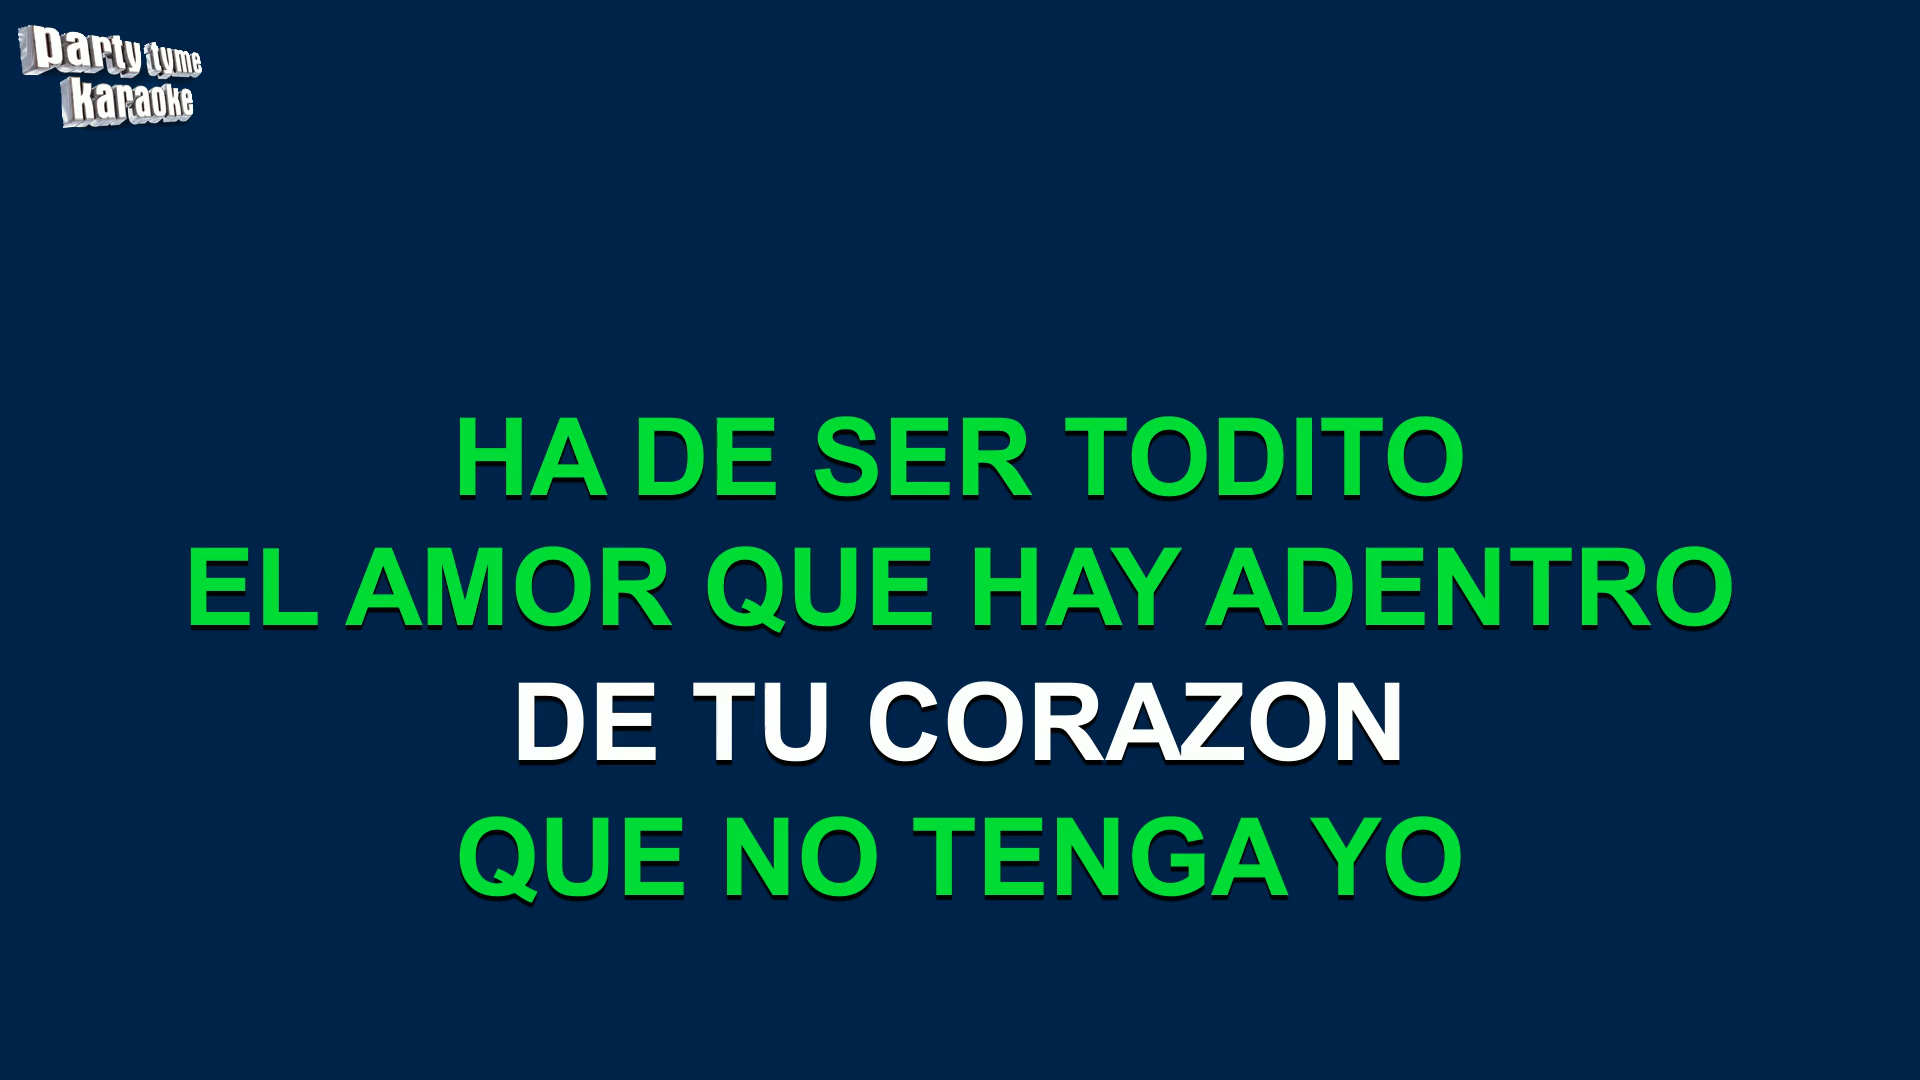 party tyme
karaoke
HA DE SER TODITO
EL AMOR QUE HAY ADENTRO
DE TU CORAZON
QUE NO TENGA YO